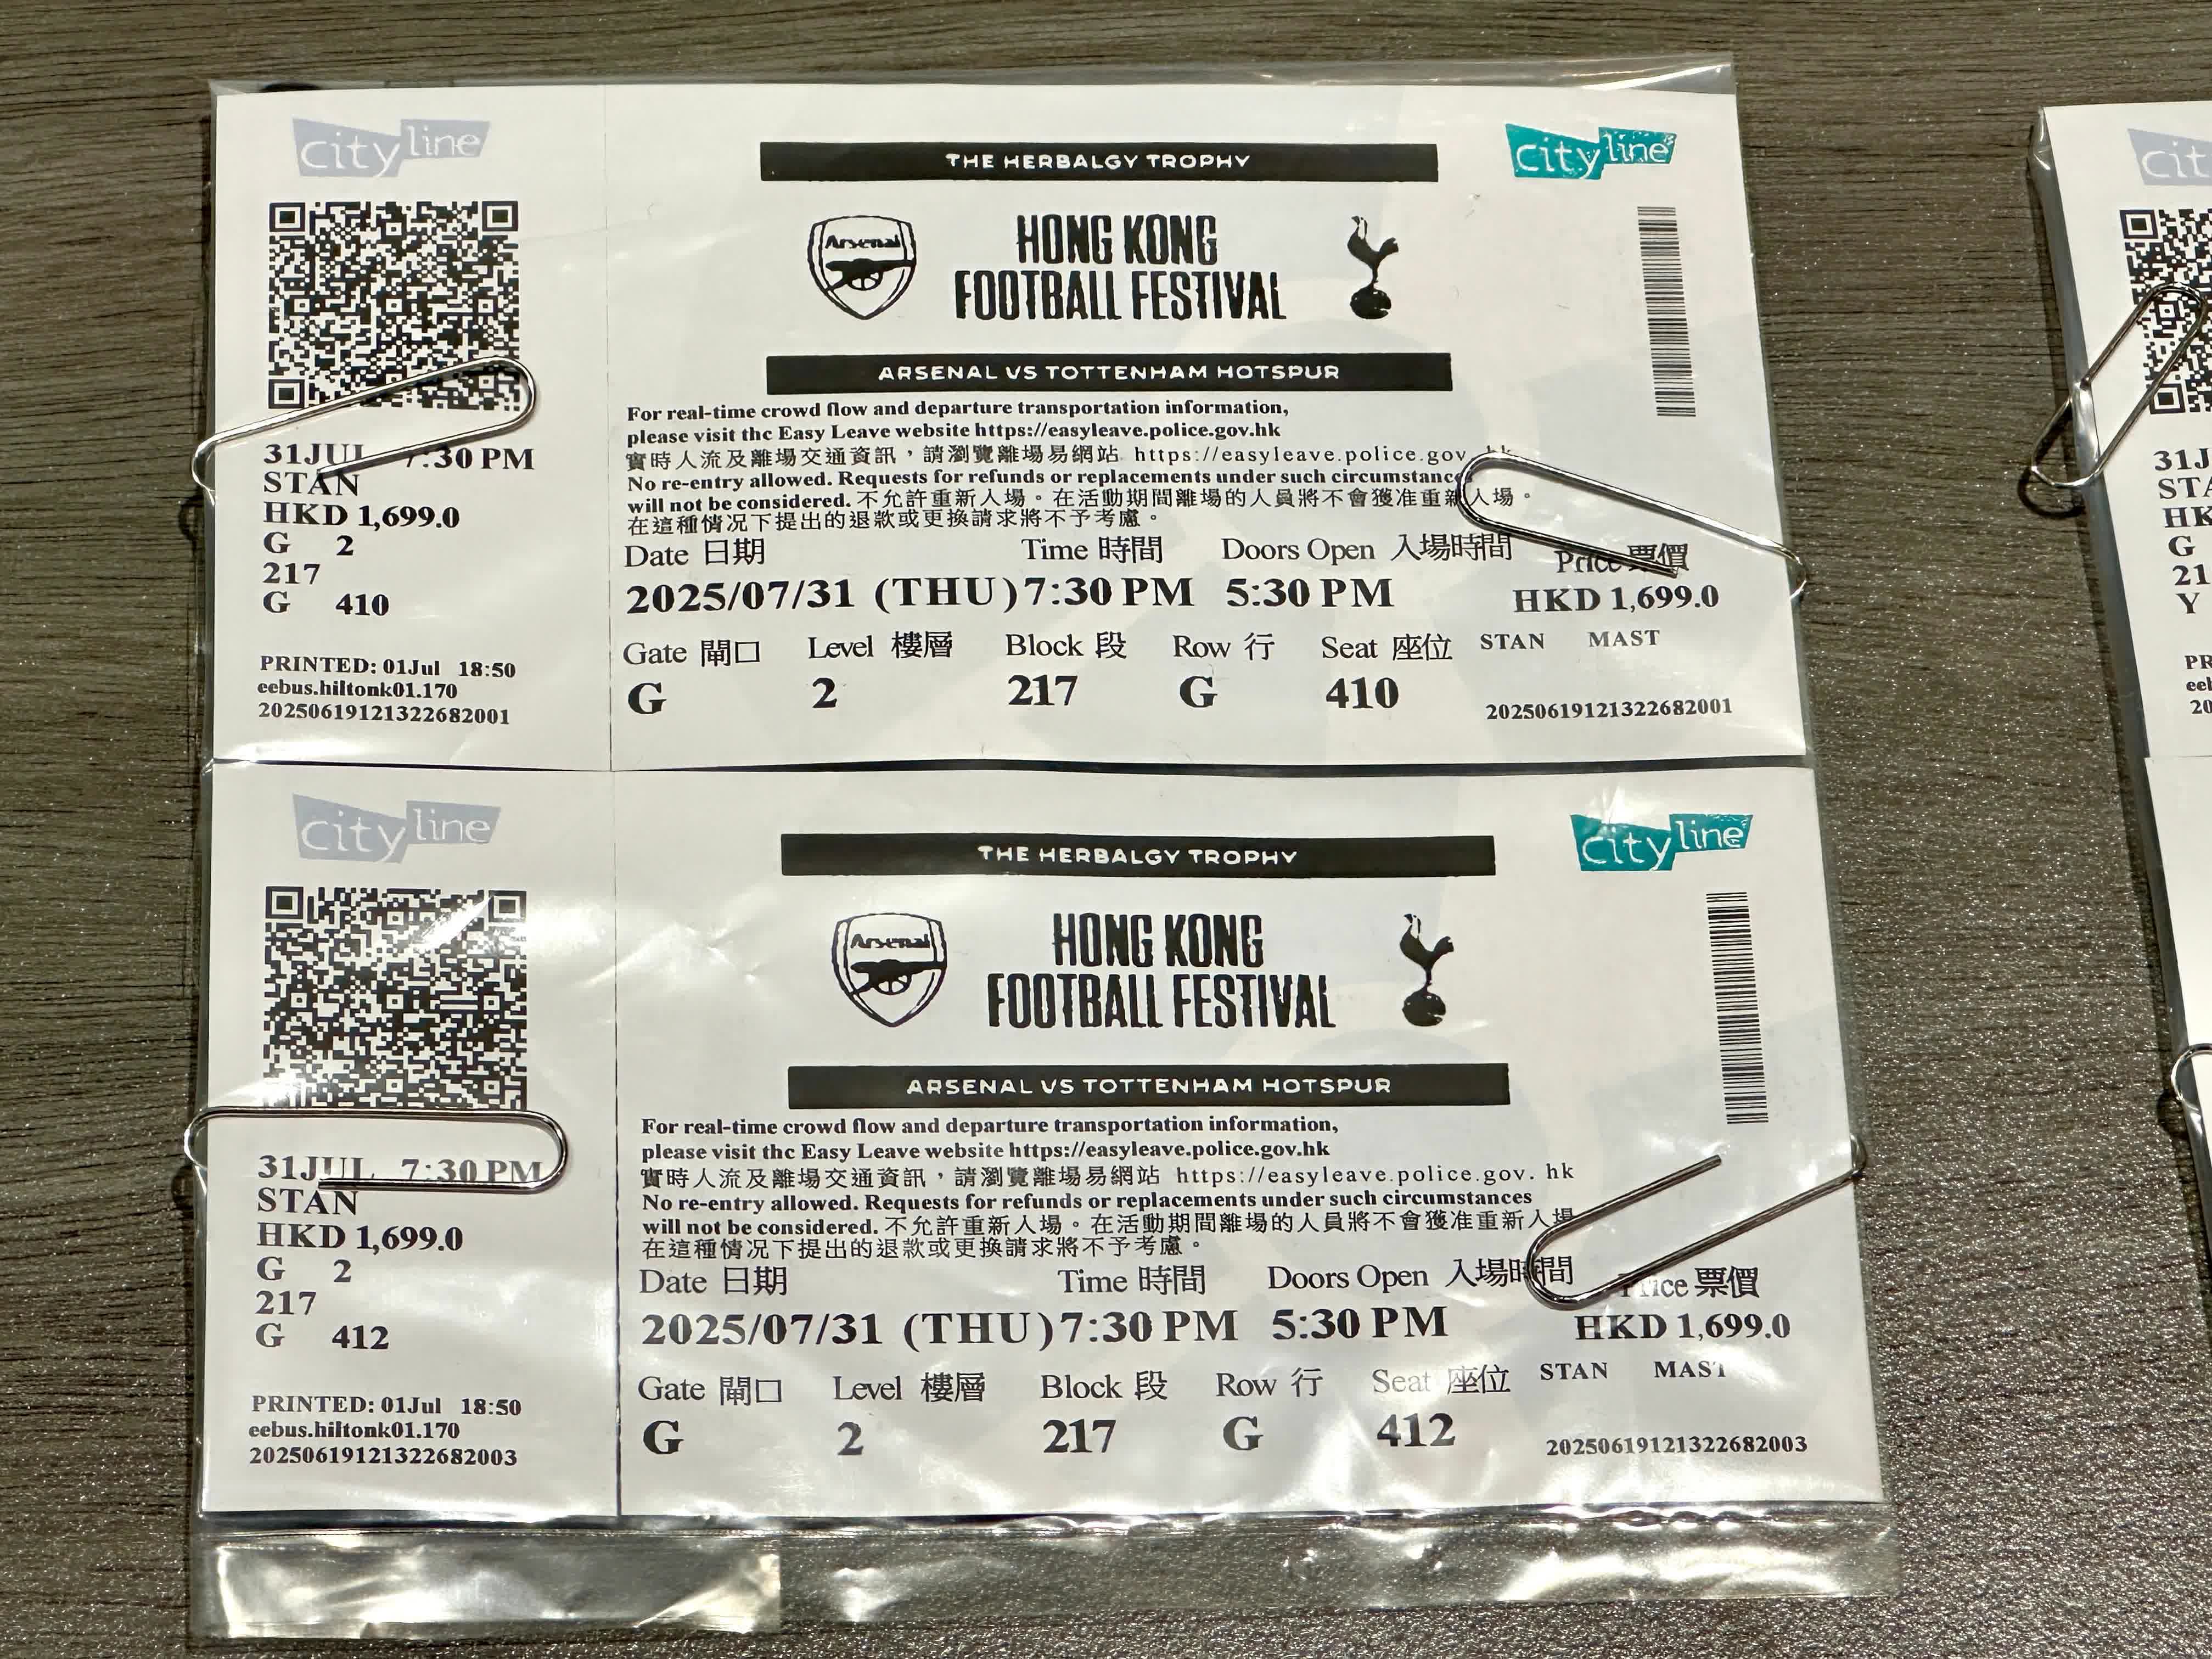 city line
31JUL 7:30 PM
STAN
HKD 1,699.0
G 2
217
G 410
PRINTED: 01Jul 18:50
eebus.hiltonk01.170
20250619121322682001
THE HERBALGY TROPHY
city line
Arsenal
HONG KONG
FOOTBALL FESTIVAL
ARSENAL VS TOTTENHAM HOTSPUR
For real-time crowd flow and departure transportation information,
please visit the Easy Leave website https://easyleave.police.gov.hk
實時人流及離場交通資訊，請瀏覽離場易網站 https://easyleave.police.gov.hk
No re-entry allowed. Requests for refunds or replacements under such circumstances
will not be considered. 不允許重新入場。在活動期間離場的人員將不會獲准重新入場。
在這種情況下提出的退款或更換請求將不予考慮。
Date 日期 Time 時間 Doors Open 入場時間 Price 票價
2025/07/31 (THU) 7:30 PM 5:30 PM HKD 1,699.0
Gate 閘口 Level 樓層 Block 段 Row 行 Seat 座位 STAN MAST
G 2 217 G 410 20250619121322682001
city line
31JUL 7:30 PM
STAN
HKD 1,699.0
G 2
217
G 412
PRINTED: 01Jul 18:50
eebus.hiltonk01.170
20250619121322682003
THE HERBALGY TROPHY
city line
Arsenal
HONG KONG
FOOTBALL FESTIVAL
ARSENAL VS TOTTENHAM HOTSPUR
For real-time crowd flow and departure transportation information,
please visit the Easy Leave website https://easyleave.police.gov.hk
實時人流及離場交通資訊，請瀏覽離場易網站 https://easyleave.police.gov. hk
No re-entry allowed. Requests for refunds or replacements under such circumstances
will not be considered. 不允許重新入場。在活動期間離場的人員將不會獲准重新入場
在這種情況下提出的退款或更換請求將不予考慮。
Date 日期 Time 時間 Doors Open 入場時間 Price 票價
2025/07/31 (THU) 7:30 PM 5:30 PM HKD 1,699.0
Gate 閘口 Level 樓層 Block 段 Row 行 Seat 座位 STAN MAST
G 2 217 G 412 20250619121322682003
G
Y